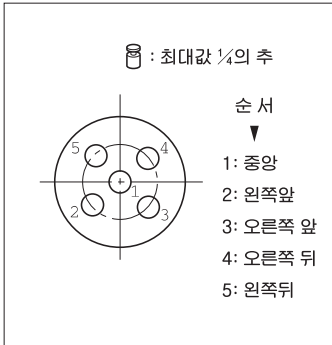 : 최대값 ¼의 추
순 서
▼
1: 중앙
2: 왼쪽앞
3: 오른쪽 앞
4: 오른쪽 뒤
5: 왼쪽뒤
5 4
1
2 3